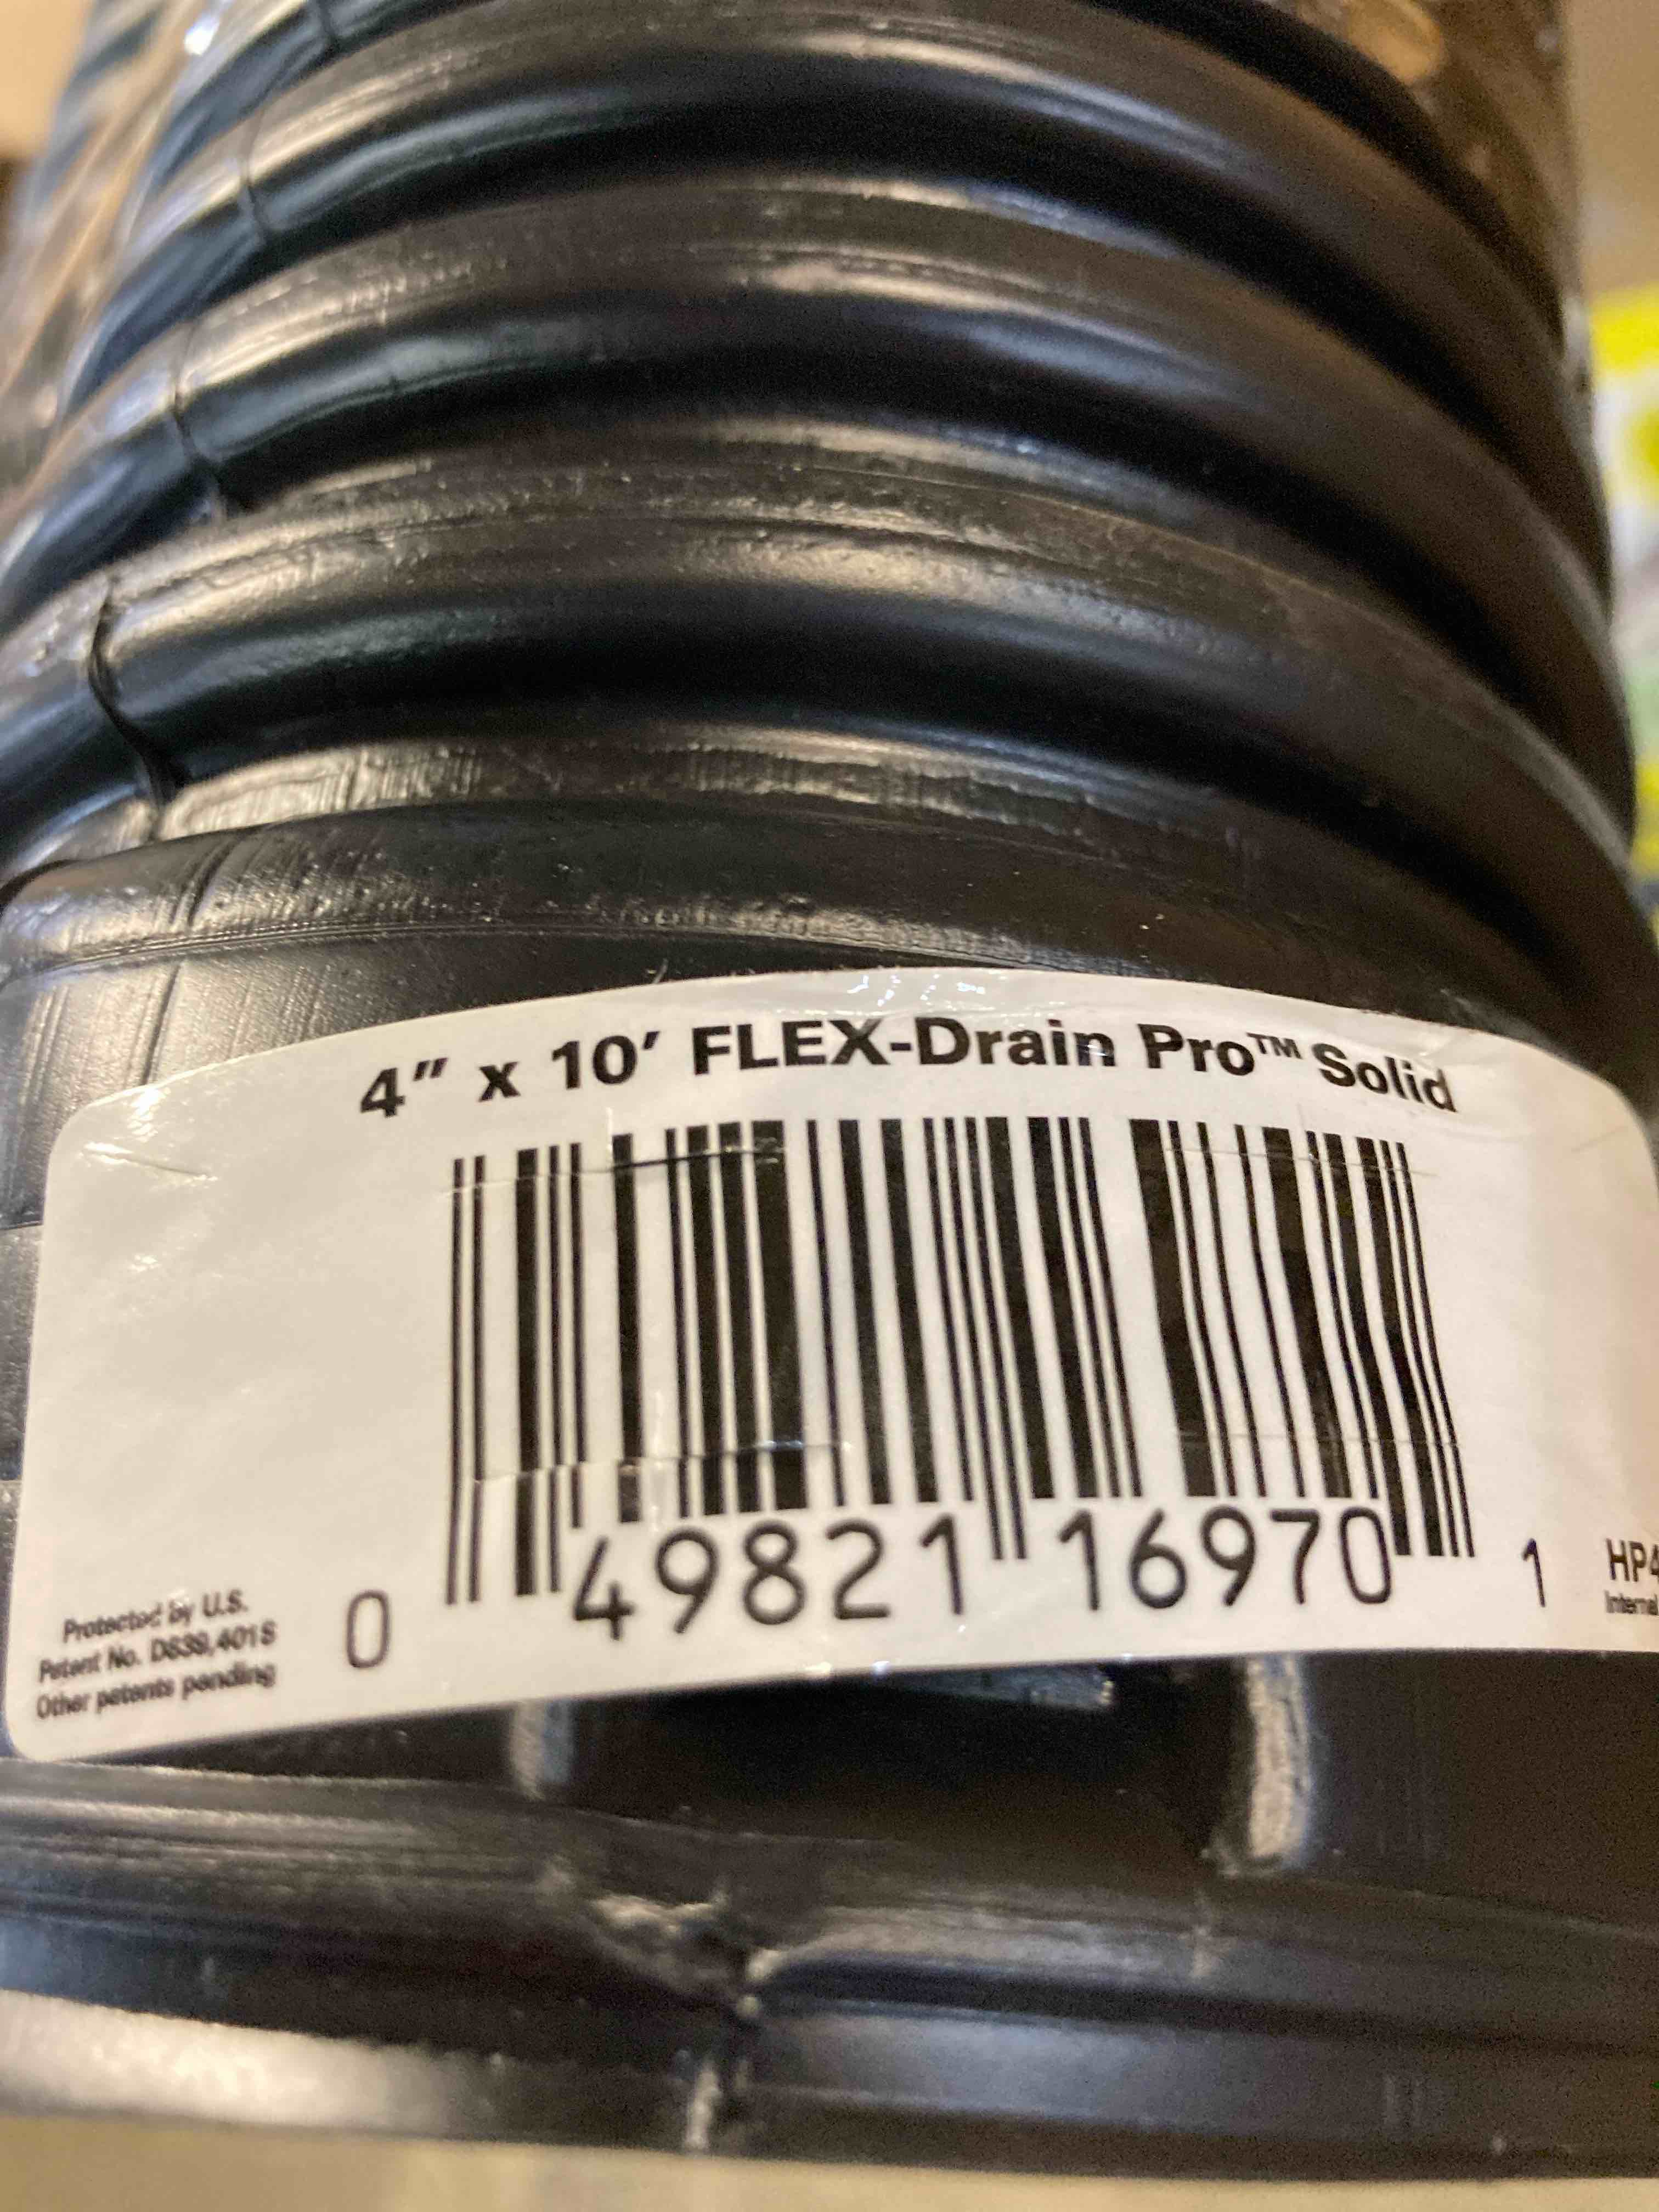 4" x 10' FLEX-Drain Pro™ Solid
0 49821 16970 1
Protected by U.S.
Patent No. D639,401S
Other patents pending
HP4